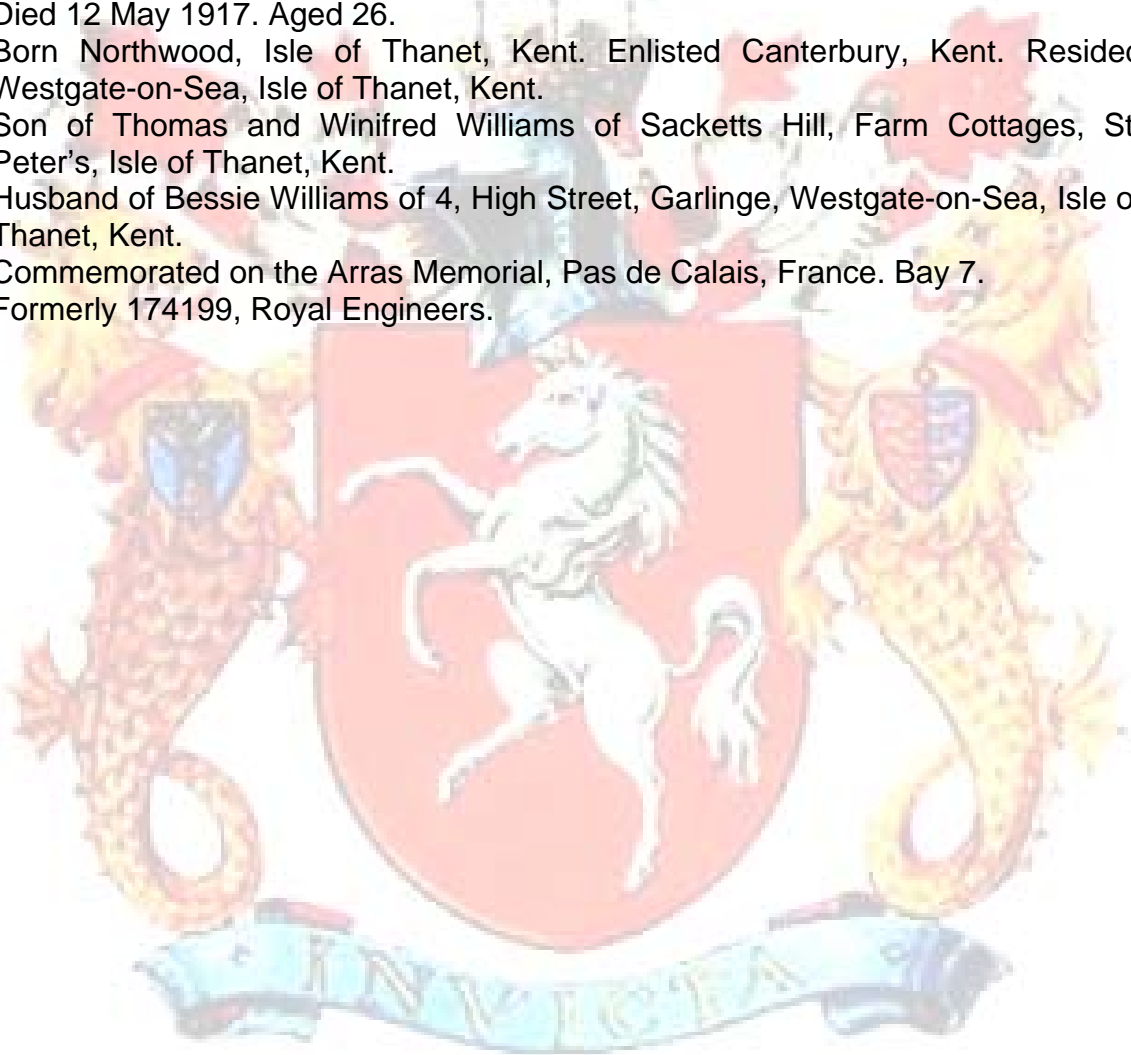 Died 12 May 1917. Aged 26.
Born Northwood, Isle of Thanet, Kent. Enlisted Canterbury, Kent. Resided
Westgate-on-Sea, Isle of Thanet, Kent.
Son of Thomas and Winifred Williams of Sacketts Hill, Farm Cottages, St
Peter’s, Isle of Thanet, Kent.
Husband of Bessie Williams of 4, High Street, Garlinge, Westgate-on-Sea, Isle of
Thanet, Kent.
Commemorated on the Arras Memorial, Pas de Calais, France. Bay 7.
Formerly 174199, Royal Engineers.
INVICTA